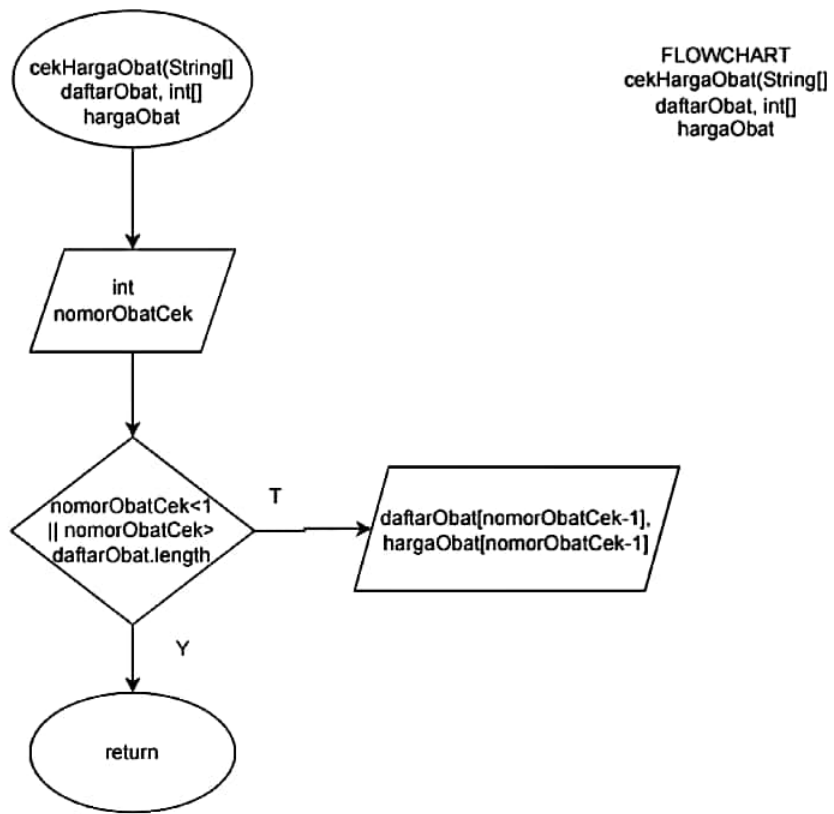 cekHargaObat(String[]
daftarObat, int[]
hargaObat
FLOWCHART
cekHargaObat(String[]
daftarObat, int[]
hargaObat
int
nomorObatCek
nomorObatCek<1
|| nomorObatCek>
daftarObat.length
T
daftarObat[nomorObatCek-1],
hargaObat[nomorObatCek-1]
Y
return